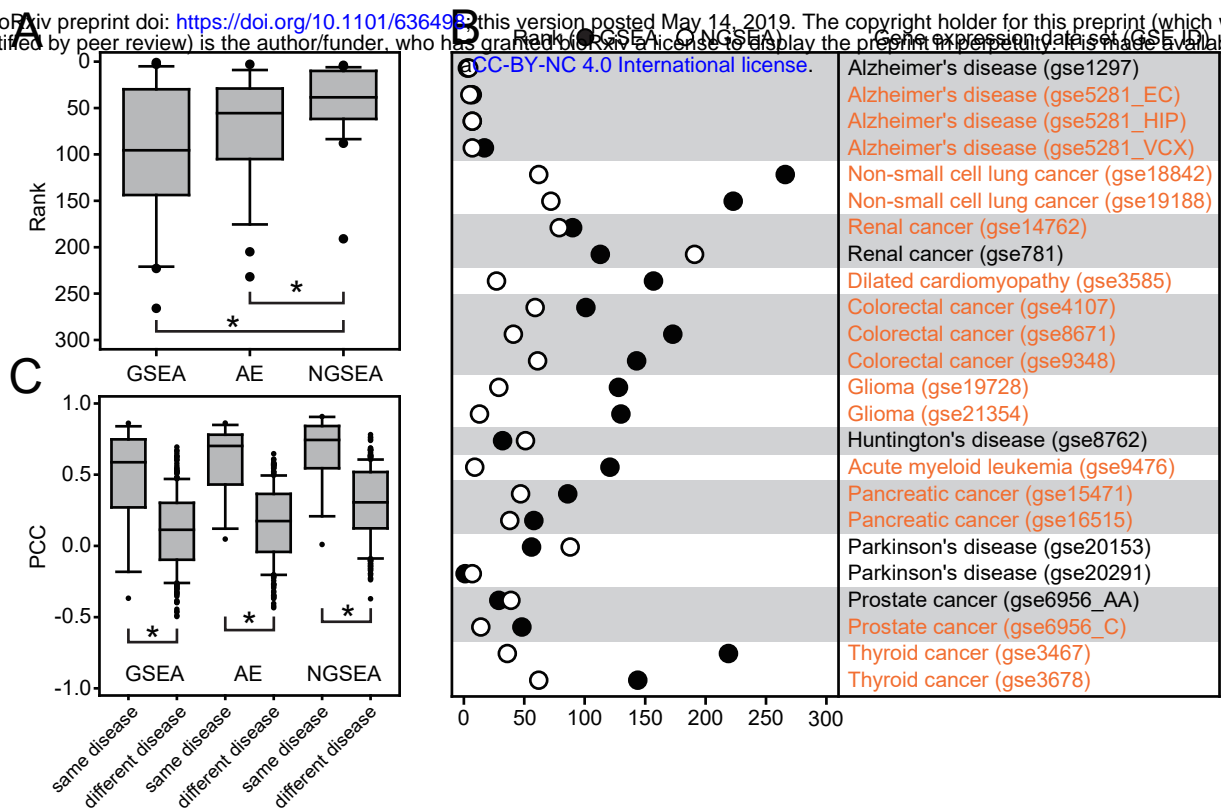 oRxiv preprint doi: https://doi.org/10.1101/636498; this version posted May 14, 2019. The copyright holder for this preprint (which
tified by peer review) is the author/funder, who has granted bioRxiv a license to display the preprint in perpetuity. It is made availab
aCC-BY-NC 4.0 International license.
A
0
50
100
150
200
250
300
Rank
*
*
GSEA AE NGSEA
B
Rank (● GSEA ○ NGSEA)
Gene expression data set (GSE ID)
Alzheimer's disease (gse1297)
Alzheimer's disease (gse5281_EC)
Alzheimer's disease (gse5281_HIP)
Alzheimer's disease (gse5281_VCX)
Non-small cell lung cancer (gse18842)
Non-small cell lung cancer (gse19188)
Renal cancer (gse14762)
Renal cancer (gse781)
Dilated cardiomyopathy (gse3585)
Colorectal cancer (gse4107)
Colorectal cancer (gse8671)
Colorectal cancer (gse9348)
Glioma (gse19728)
Glioma (gse21354)
Huntington's disease (gse8762)
Acute myeloid leukemia (gse9476)
Pancreatic cancer (gse15471)
Pancreatic cancer (gse16515)
Parkinson's disease (gse20153)
Parkinson's disease (gse20291)
Prostate cancer (gse6956_AA)
Prostate cancer (gse6956_C)
Thyroid cancer (gse3467)
Thyroid cancer (gse3678)
0 50 100 150 200 250 300
C
1.0
0.5
0.0
-0.5
-1.0
PCC
* * *
GSEA AE NGSEA
same disease
different disease
same disease
different disease
same disease
different disease